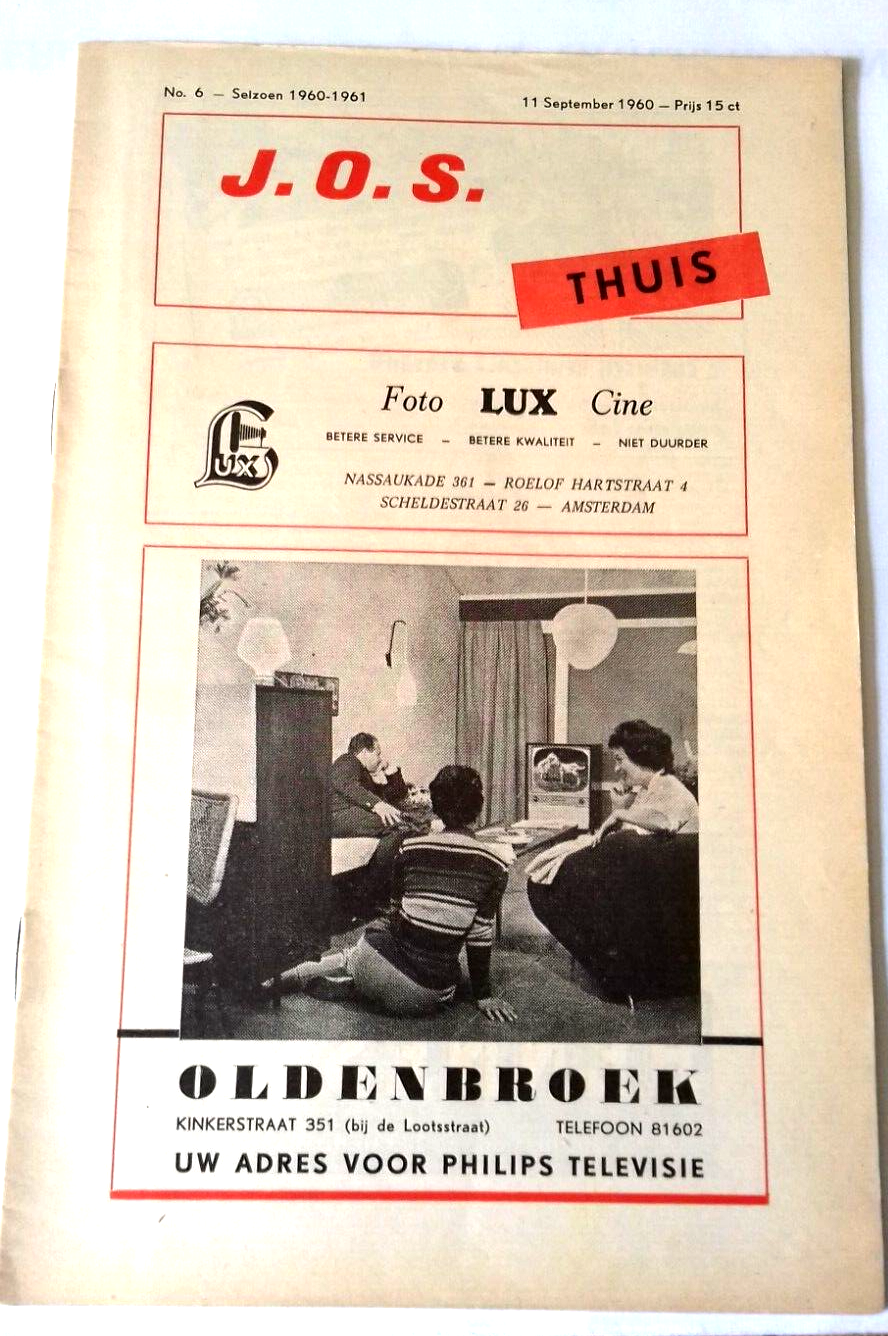 No. 6 — Seizoen 1960-1961
11 September 1960 — Prijs 15 ct
J.O.S.
THUIS
LUX
Foto LUX Cine
BETERE SERVICE – BETERE KWALITEIT – NIET DUURDER
NASSAUKADE 361 — ROELOF HARTSTRAAT 4
SCHELDESTRAAT 26 — AMSTERDAM
OLDENBROEK
KINKERSTRAAT 351 (bij de Lootsstraat) TELEFOON 81602
UW ADRES VOOR PHILIPS TELEVISIE